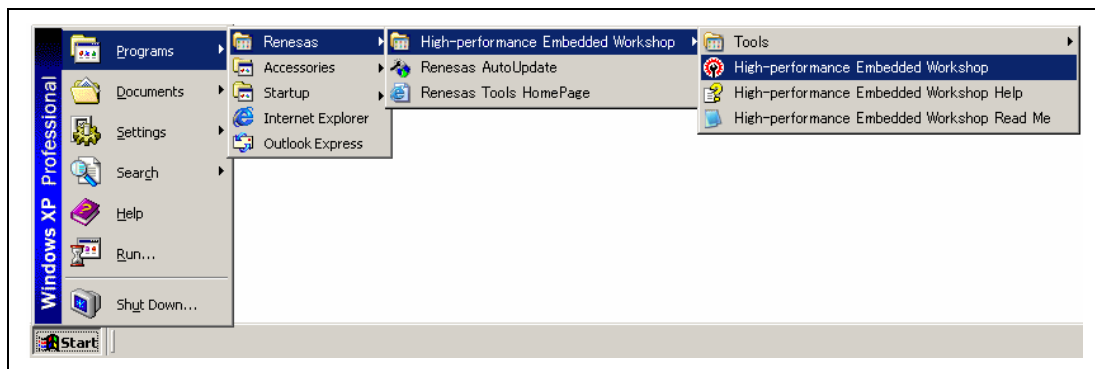 Windows XP Professional
Programs
Documents
Settings
Search
Help
Run...
Shut Down...
Renesas
Accessories
Startup
Internet Explorer
Outlook Express
High-performance Embedded Workshop
Renesas AutoUpdate
Renesas Tools HomePage
Tools
High-performance Embedded Workshop
High-performance Embedded Workshop Help
High-performance Embedded Workshop Read Me
Start